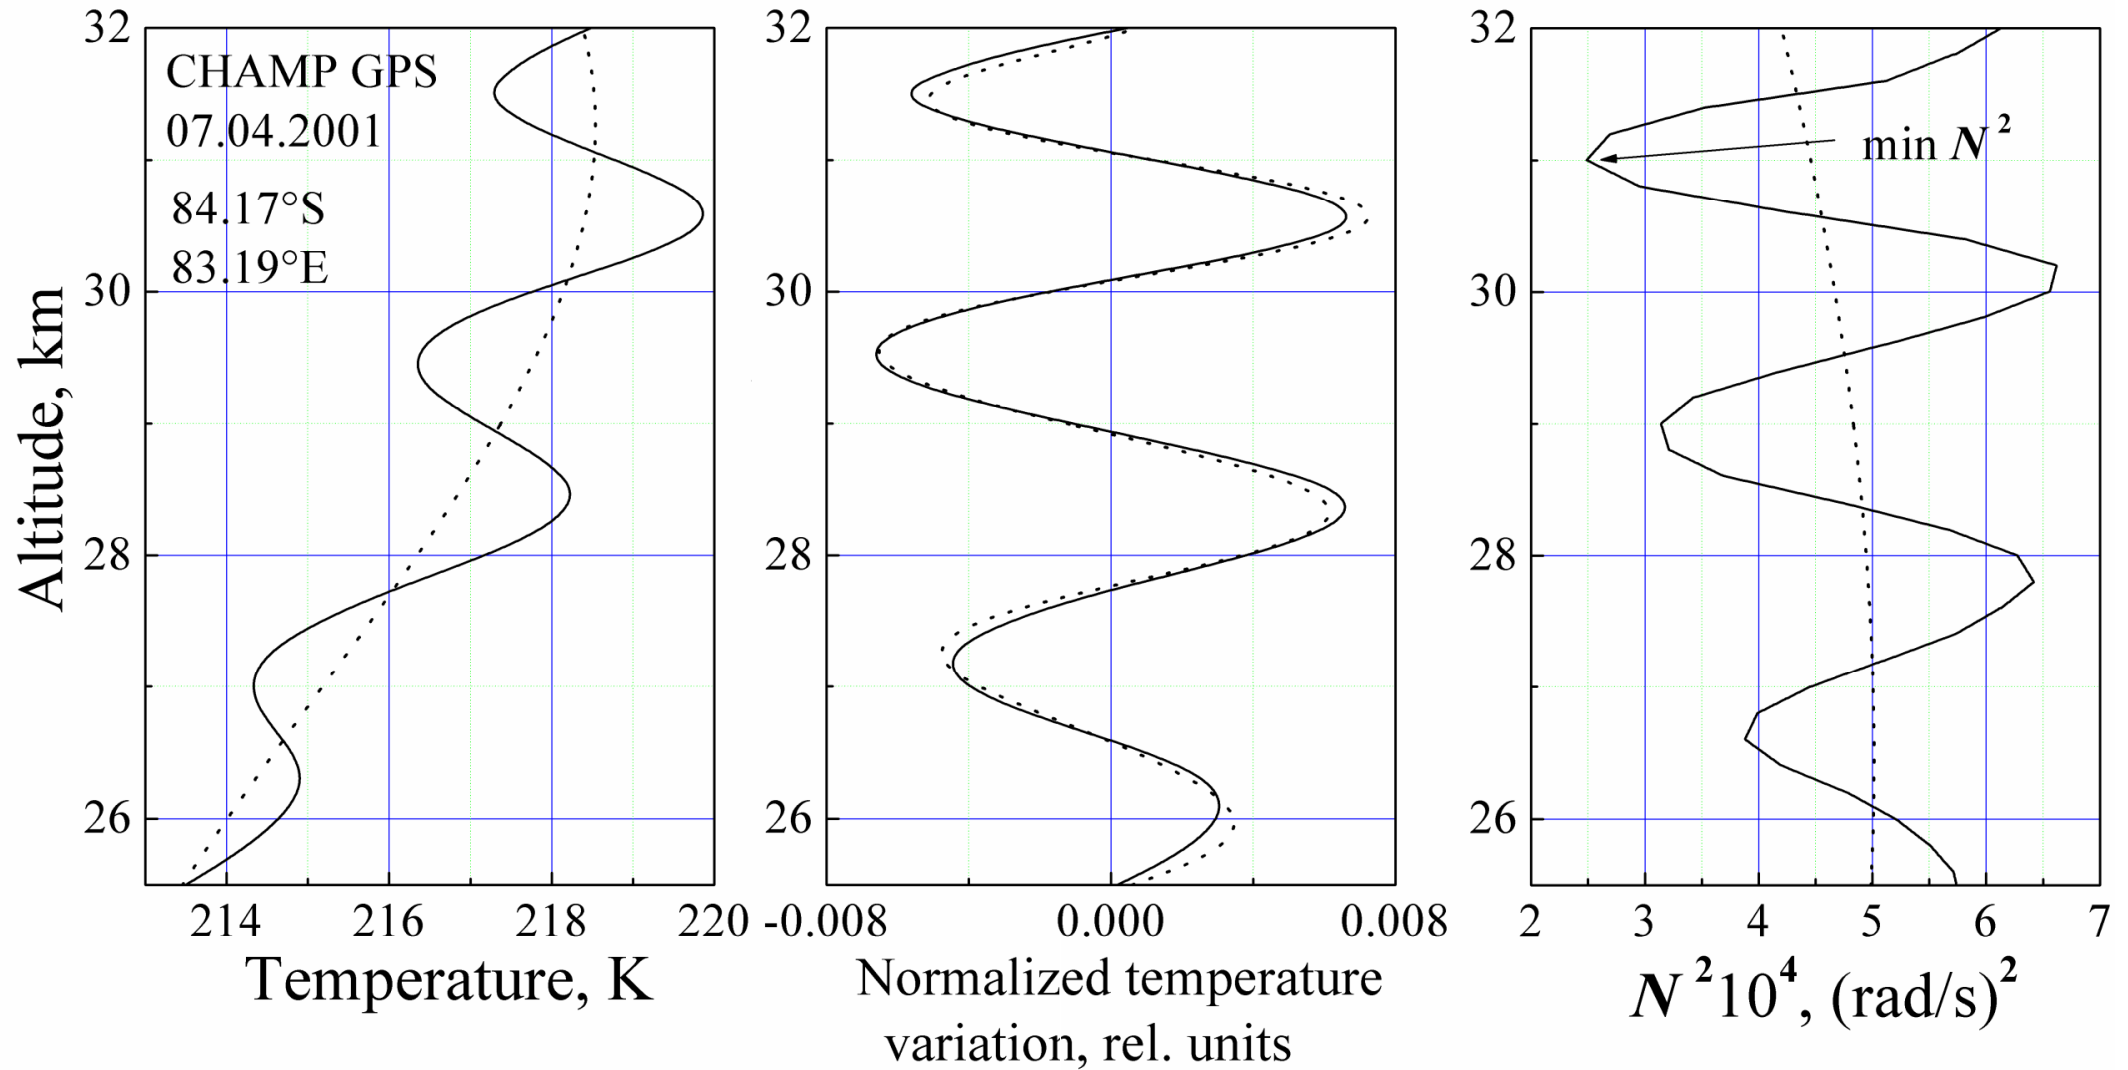 32
30
28
26
Altitude, km
CHAMP GPS
07.04.2001
84.17°S
83.19°E
214 216 218 220
Temperature, K
32
30
28
26
-0.008 0.000 0.008
Normalized temperature
variation, rel. units
32
30
28
26
min N²
2 3 4 5 6 7
N²10⁴, (rad/s)²